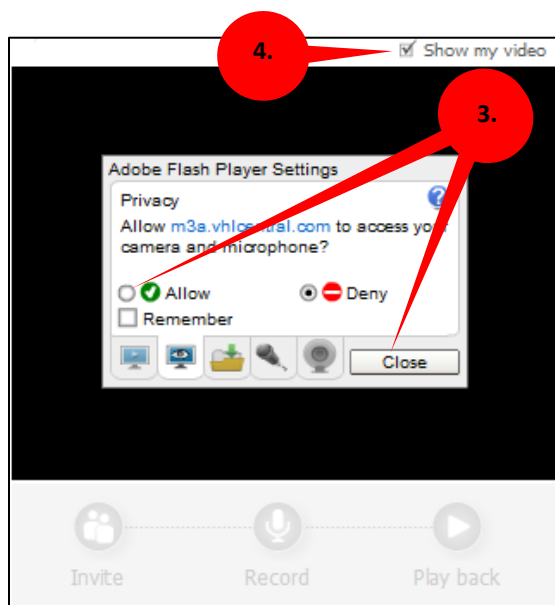 4.
Show my video
3.
Adobe Flash Player Settings
Privacy
Allow m3a.vhlcentral.com to access your
camera and microphone?
Allow Deny
Remember
Close
Invite Record Play back